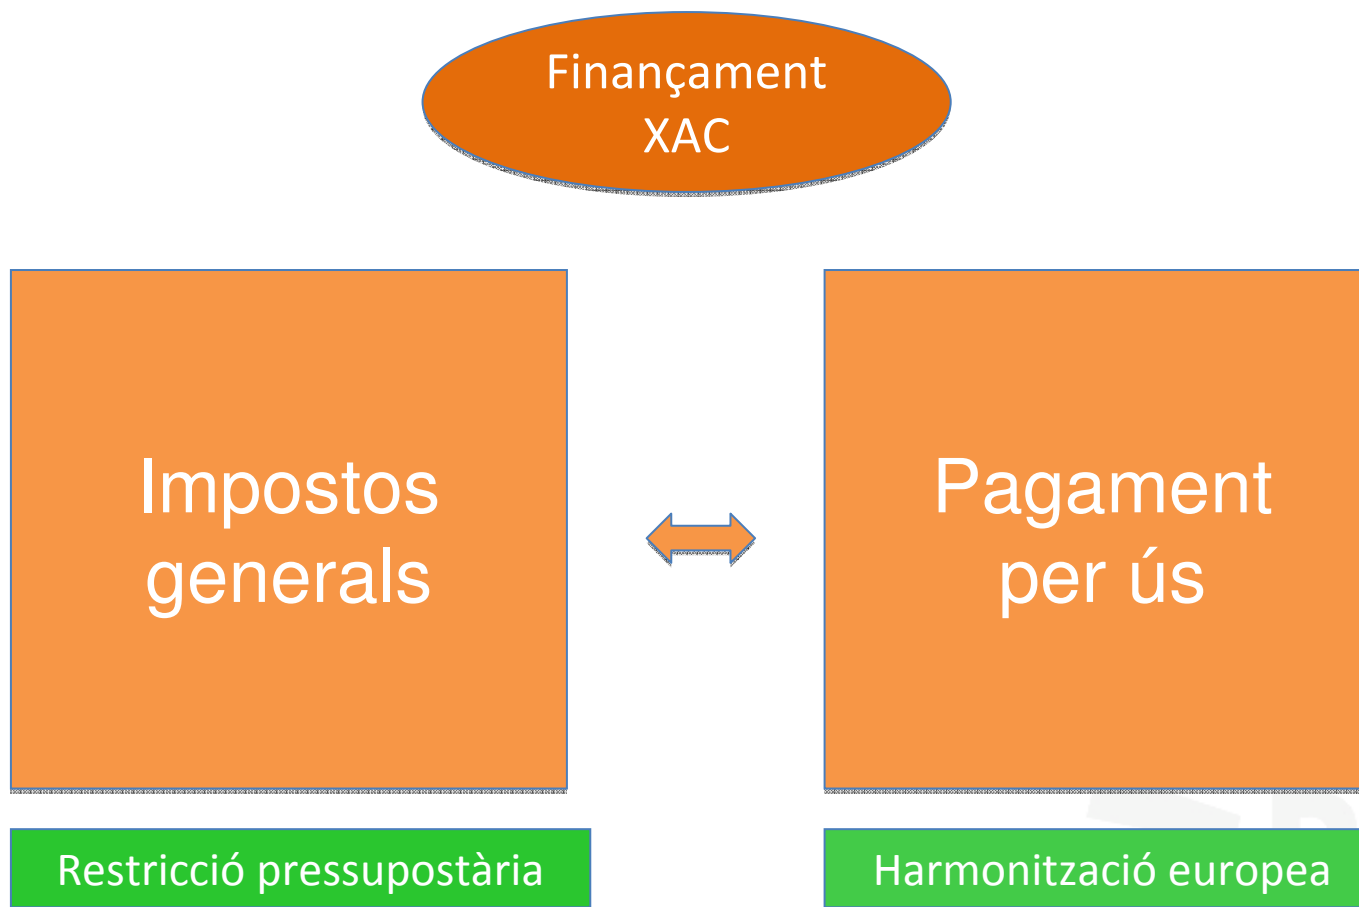 Finançament
XAC
Impostos
generals
Pagament
per ús
Restricció pressupostària
Harmonització europea